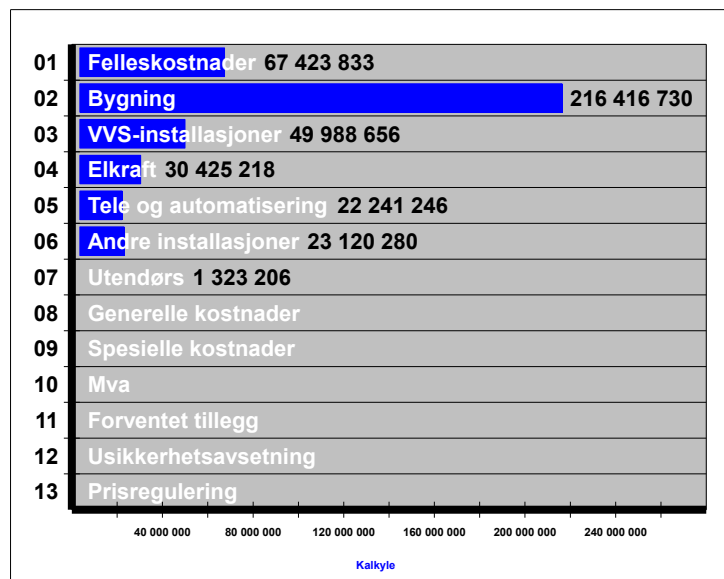 01 Felleskostnader 67 423 833
02 Bygning 216 416 730
03 VVS-installasjoner 49 988 656
04 Elkraft 30 425 218
05 Tele og automatisering 22 241 246
06 Andre installasjoner 23 120 280
07 Utendørs 1 323 206
08 Generelle kostnader
09 Spesielle kostnader
10 Mva
11 Forventet tillegg
12 Usikkerhetsavsetning
13 Prisregulering
40 000 000 80 000 000 120 000 000 160 000 000 200 000 000 240 000 000
Kalkyle